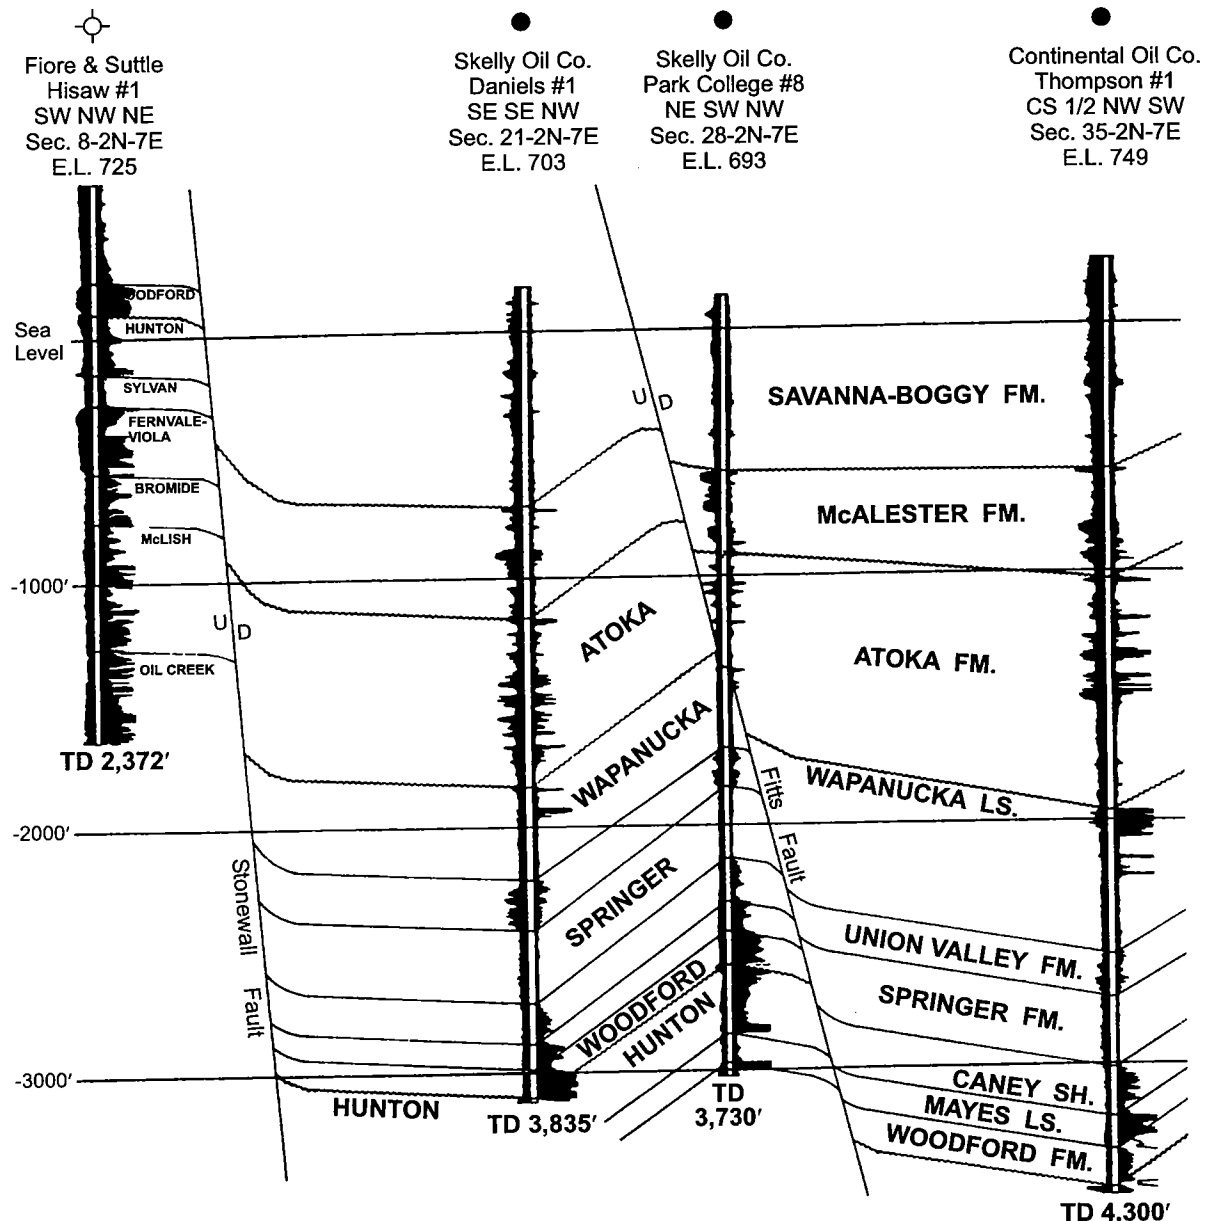 Fiore & Suttle
Hisaw #1
SW NW NE
Sec. 8-2N-7E
E.L. 725
Skelly Oil Co.
Daniels #1
SE SE NW
Sec. 21-2N-7E
E.L. 703
Skelly Oil Co.
Park College #8
NE SW NW
Sec. 28-2N-7E
E.L. 693
Continental Oil Co.
Thompson #1
CS 1/2 NW SW
Sec. 35-2N-7E
E.L. 749
OODFORD
HUNTON
Sea
Level
SYLVAN
FERNVALE-
VIOLA
BROMIDE
McLISH
-1000'
U D
OIL CREEK
TD 2,372'
-2000'
Stonewall Fault
-3000'
HUNTON
TD 3,835'
U D
ATOKA
WAPANUCKA
SPRINGER
WOODFORD
HUNTON
TD
3,730'
Fitts Fault
SAVANNA-BOGGY FM.
McALESTER FM.
ATOKA FM.
WAPANUCKA LS.
UNION VALLEY FM.
SPRINGER FM.
CANEY SH.
MAYES LS.
WOODFORD FM.
TD 4,300'